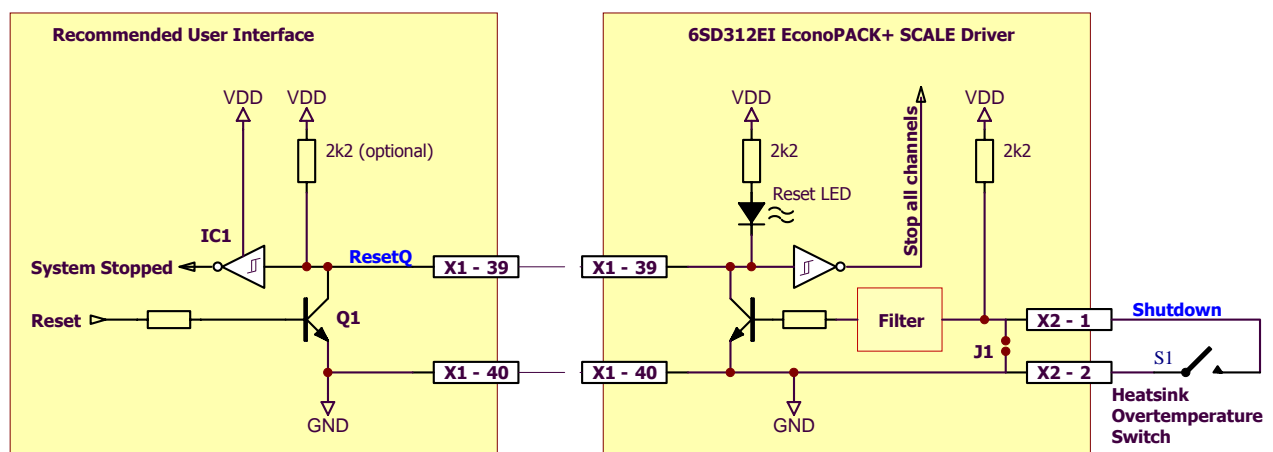 Recommended User Interface
6SD312EI EconoPACK+ SCALE Driver
VDD VDD
2k2 (optional)
IC1
System Stopped
ResetQ
Reset
Q1
X1 - 39
X1 - 40
GND
X1 - 39
X1 - 40
VDD
2k2
Reset LED
Stop all channels
VDD
2k2
Filter
J1
GND
X2 - 1
X2 - 2
Shutdown
S1
Heatsink
Overtemperature
Switch